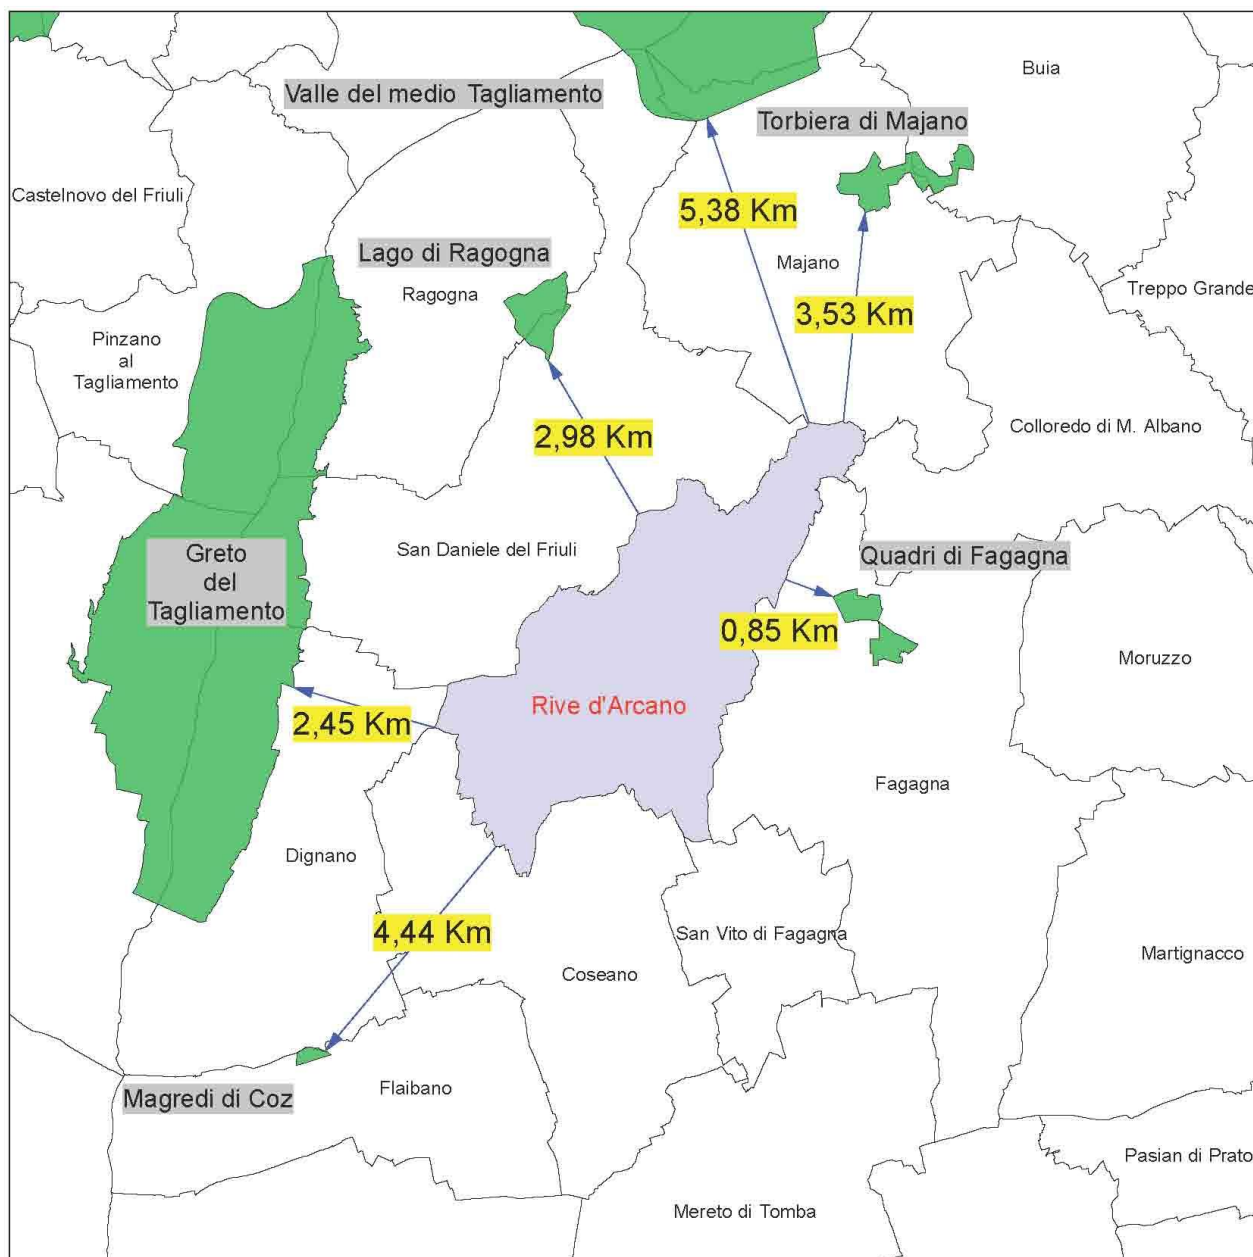 Buia
Valle del medio Tagliamento
Torbiera di Majano
Castelnovo del Friuli
5,38 Km
Lago di Ragogna
Majano
Ragogna
Treppo Grande
3,53 Km
Pinzano
al
Tagliamento
2,98 Km
Colloredo di M. Albano
San Daniele del Friuli
Quadri di Fagagna
Greto
del
Tagliamento
0,85 Km
Moruzzo
Rive d'Arcano
2,45 Km
Fagagna
Dignano
4,44 Km
San Vito di Fagagna
Martignacco
Coseano
Flaibano
Magredi di Coz
Pasian di Prato
Mereto di Tomba